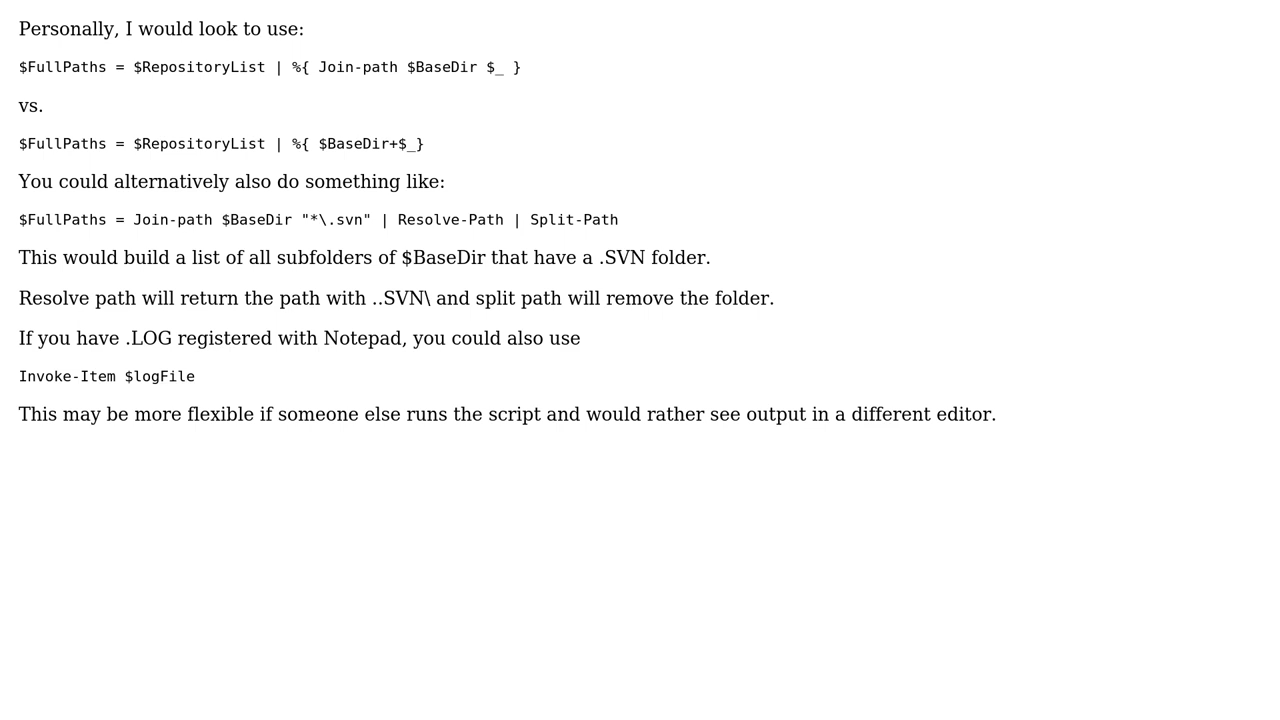 Personally, I would look to use:
$FullPaths = $RepositoryList | %{ Join-path $BaseDir $_ }
vs.
$FullPaths = $RepositoryList | %{ $BaseDir+$_}
You could alternatively also do something like:
$FullPaths = Join-path $BaseDir "*\.svn" | Resolve-Path | Split-Path
This would build a list of all subfolders of $BaseDir that have a .SVN folder.
Resolve path will return the path with ..SVN\ and split path will remove the folder.
If you have .LOG registered with Notepad, you could also use
Invoke-Item $logFile
This may be more flexible if someone else runs the script and would rather see output in a different editor.